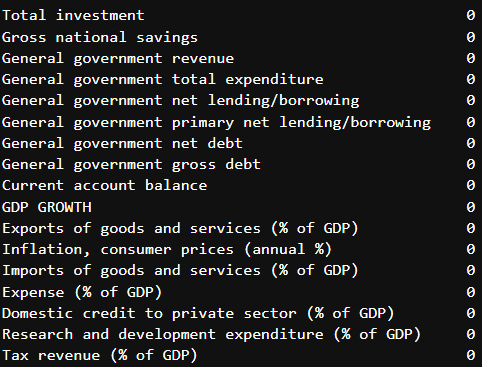 Total investment 0
Gross national savings 0
General government revenue 0
General government total expenditure 0
General government net lending/borrowing 0
General government primary net lending/borrowing 0
General government net debt 0
General government gross debt 0
Current account balance 0
GDP GROWTH 0
Exports of goods and services (% of GDP) 0
Inflation, consumer prices (annual %) 0
Imports of goods and services (% of GDP) 0
Expense (% of GDP) 0
Domestic credit to private sector (% of GDP) 0
Research and development expenditure (% of GDP) 0
Tax revenue (% of GDP) 0